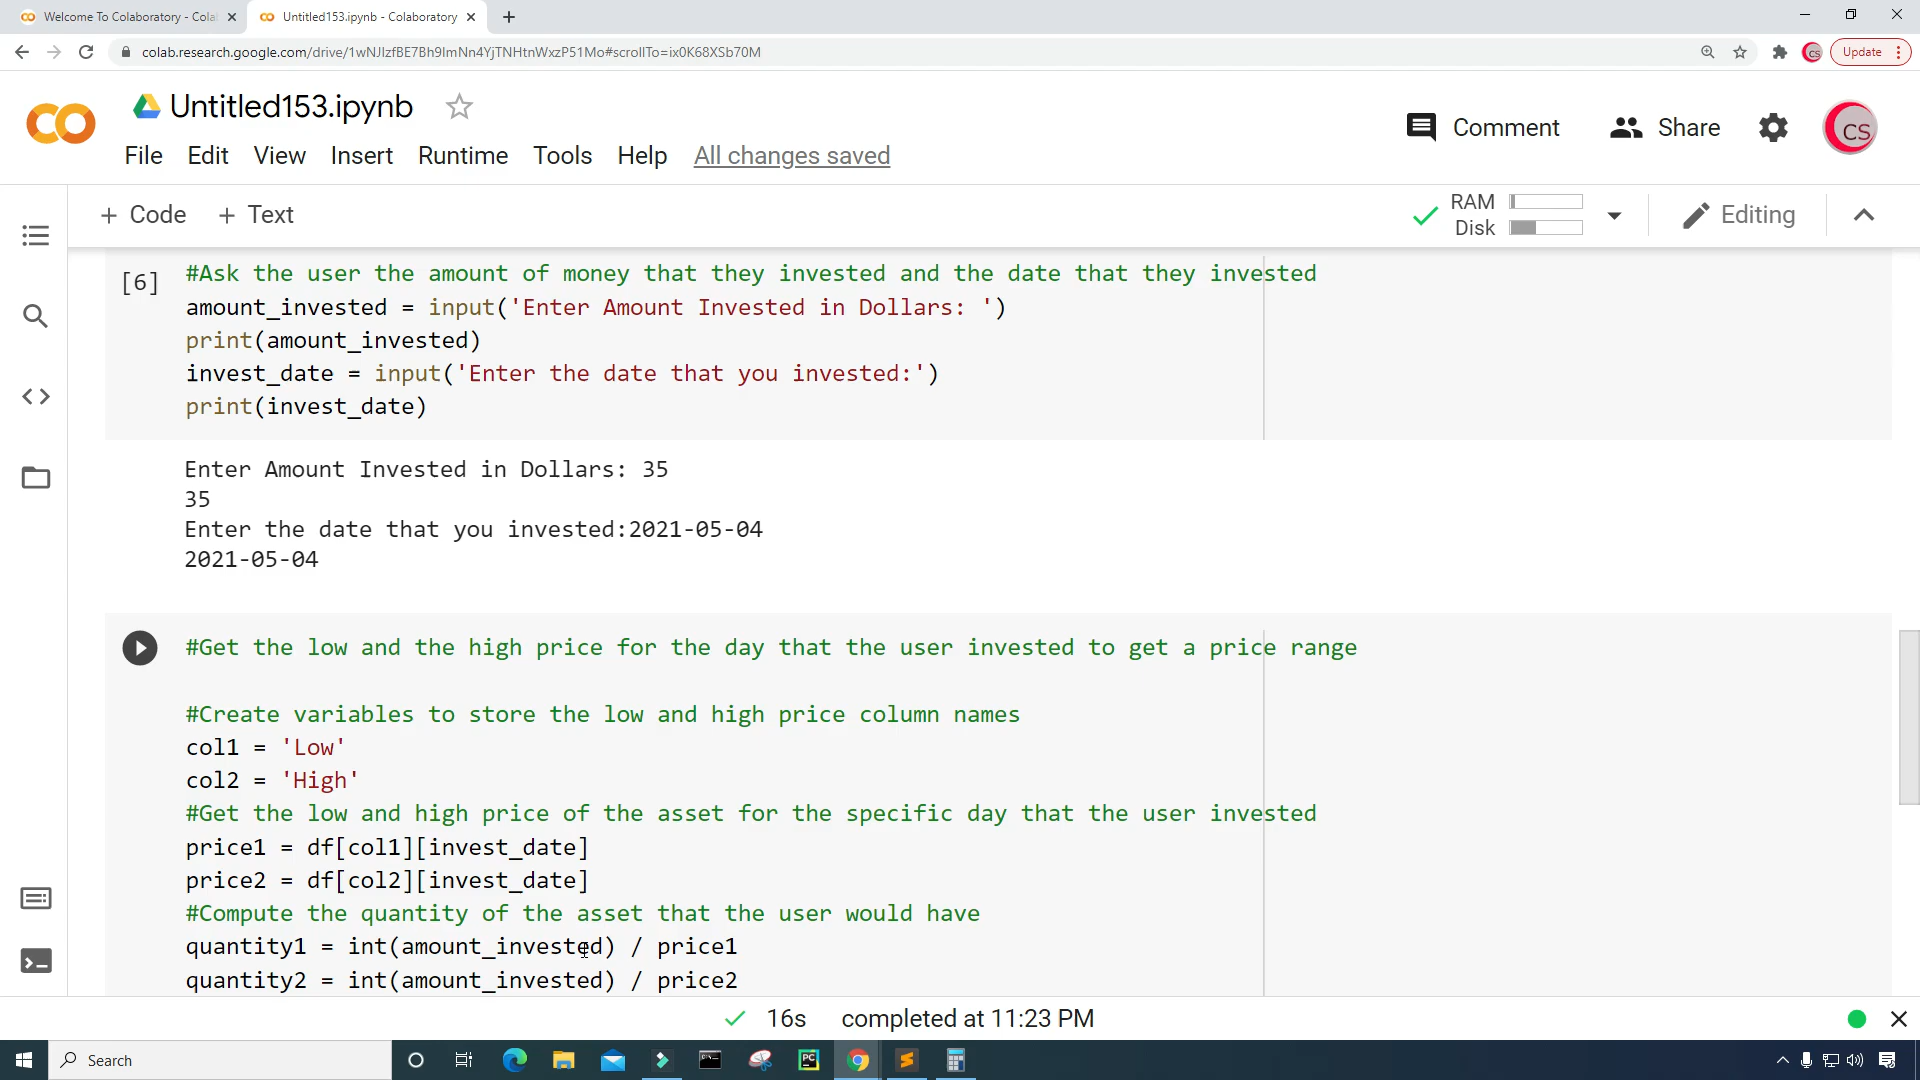 Welcome To Colaboratory - Cola
Untitled153.ipynb - Colaboratory
colab.research.google.com/drive/1wNJIzfBE7Bh9ImNn4YjTNHtnWxzP51Mo#scrollTo=ix0K68XSb70M
CS
Update
Untitled153.ipynb
Comment
Share
CS
File Edit View Insert Runtime Tools Help All changes saved
+ Code + Text
RAM
Disk
Editing
[6]
#Ask the user the amount of money that they invested and the date that they invested
amount_invested = input('Enter Amount Invested in Dollars: ')
print(amount_invested)
invest_date = input('Enter the date that you invested:')
print(invest_date)
Enter Amount Invested in Dollars: 35
35
Enter the date that you invested:2021-05-04
2021-05-04
#Get the low and the high price for the day that the user invested to get a price range
#Create variables to store the low and high price column names
col1 = 'Low'
col2 = 'High'
#Get the low and high price of the asset for the specific day that the user invested
price1 = df[col1][invest_date]
price2 = df[col2][invest_date]
#Compute the quantity of the asset that the user would have
quantity1 = int(amount_invested) / price1
quantity2 = int(amount_invested) / price2
16s completed at 11:23 PM
Search
PC